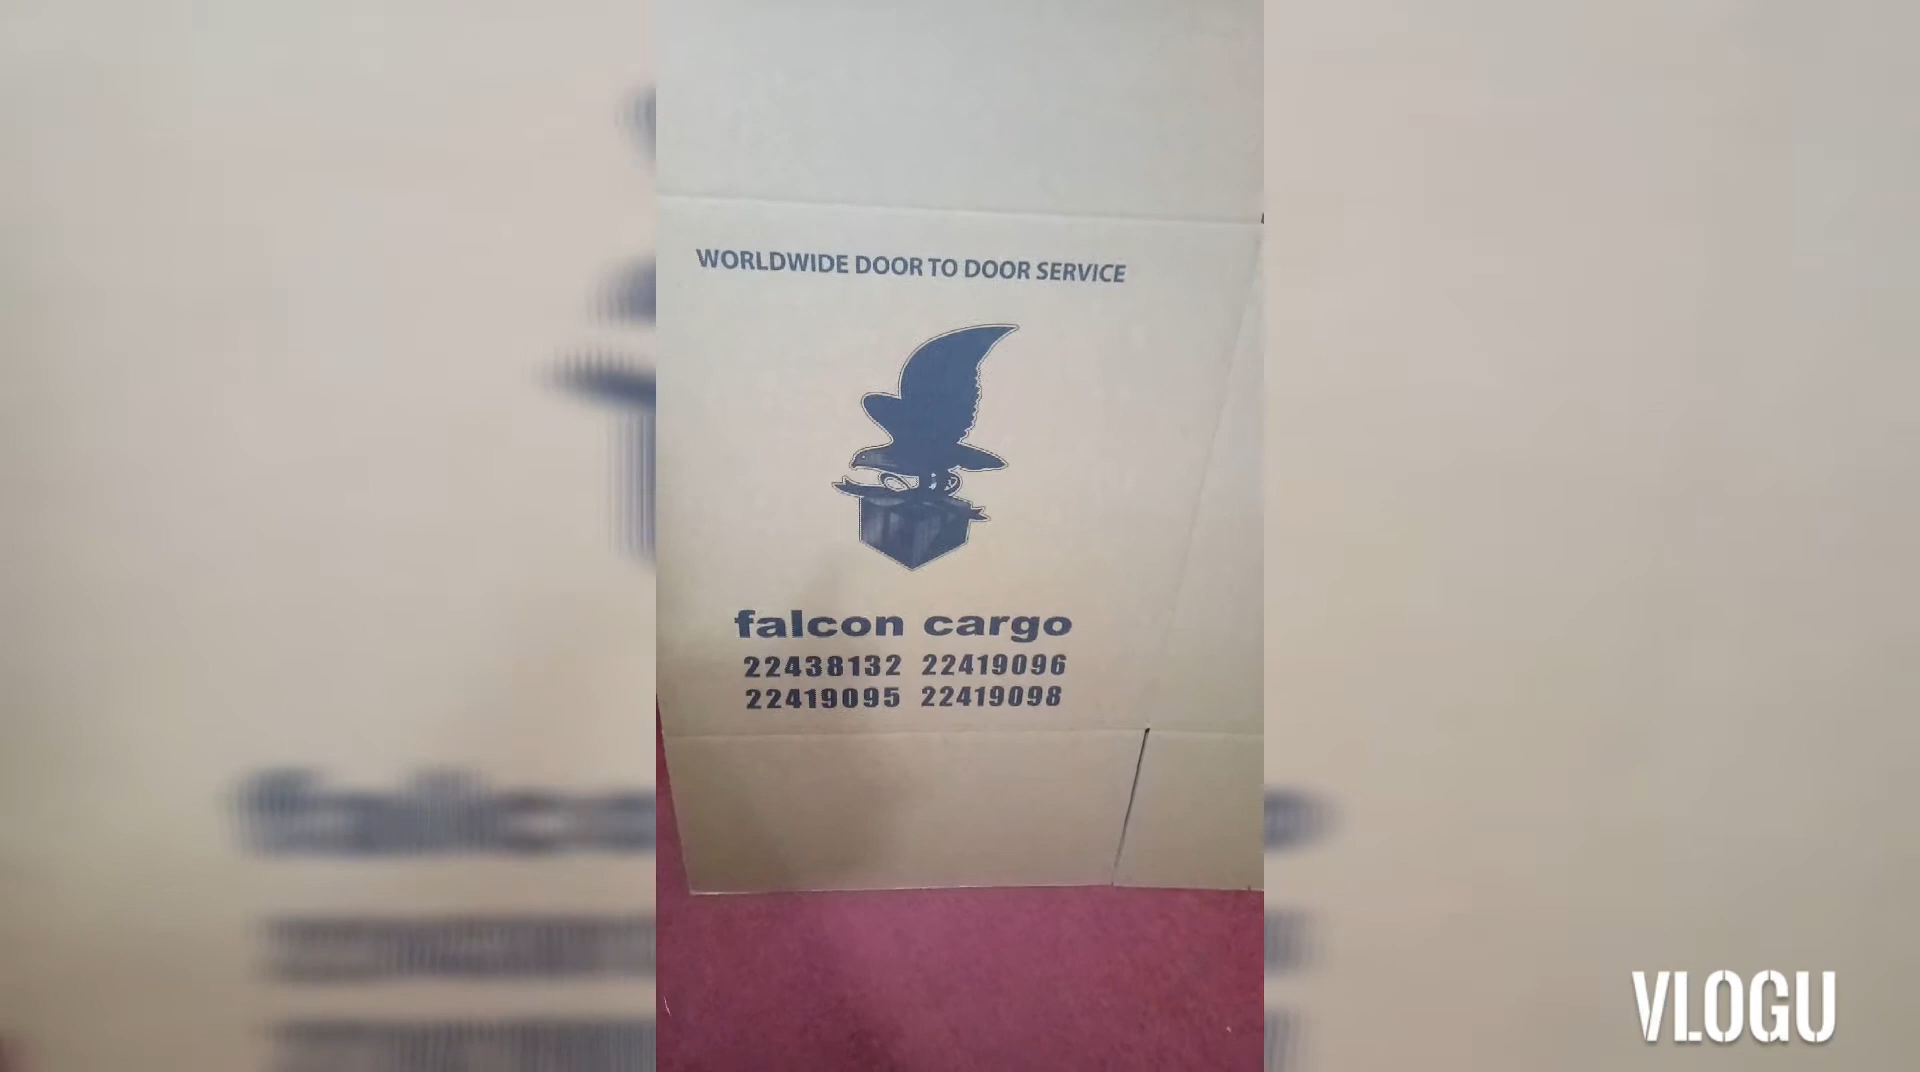 WORLDWIDE DOOR TO DOOR SERVICE
falcon cargo
22438132 22419096
22419095 22419098
VLOGU